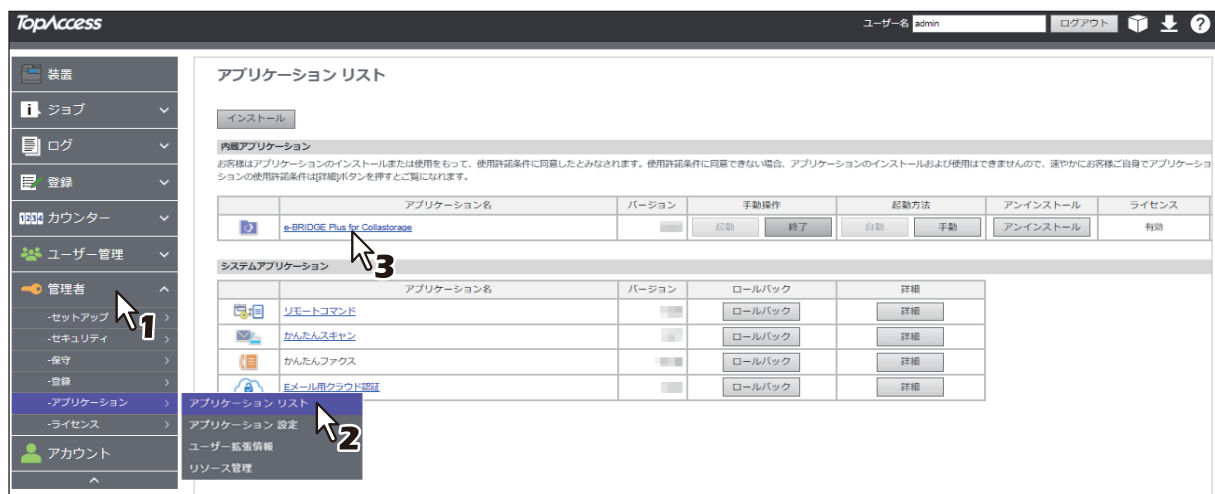 TopAccess
ユーザー名 admin ログアウト ?
装置
ジョブ
ログ
登録
カウンター
ユーザー管理
管理者
-セットアップ
-セキュリティ
-保守
-登録
-アプリケーション
-ライセンス
アカウント
アプリケーション リスト
アプリケーション 設定
ユーザー拡張情報
リソース管理
1
2
3
アプリケーション リスト
インストール
内蔵アプリケーション
お客様はアプリケーションのインストールまたは使用をもって、使用許諾条件に同意したとみなされます。使用許諾条件に同意できない場合、アプリケーションのインストールおよび使用はできませんので、速やかにお客様ご自身でアプリケーショ
ションの使用許諾条件は[詳細]ボタンを押すとご覧になれます。
アプリケーション名 バージョン 手動操作 起動方法 アンインストール ライセンス
e-BRIDGE Plus for Collastorage 起動 終了 自動 手動 アンインストール 有効
システムアプリケーション
アプリケーション名 バージョン ロールバック 詳細
リモートコマンド ロールバック 詳細
かんたんスキャン ロールバック 詳細
かんたんファクス ロールバック 詳細
Eメール用クラウド認証 ロールバック 詳細